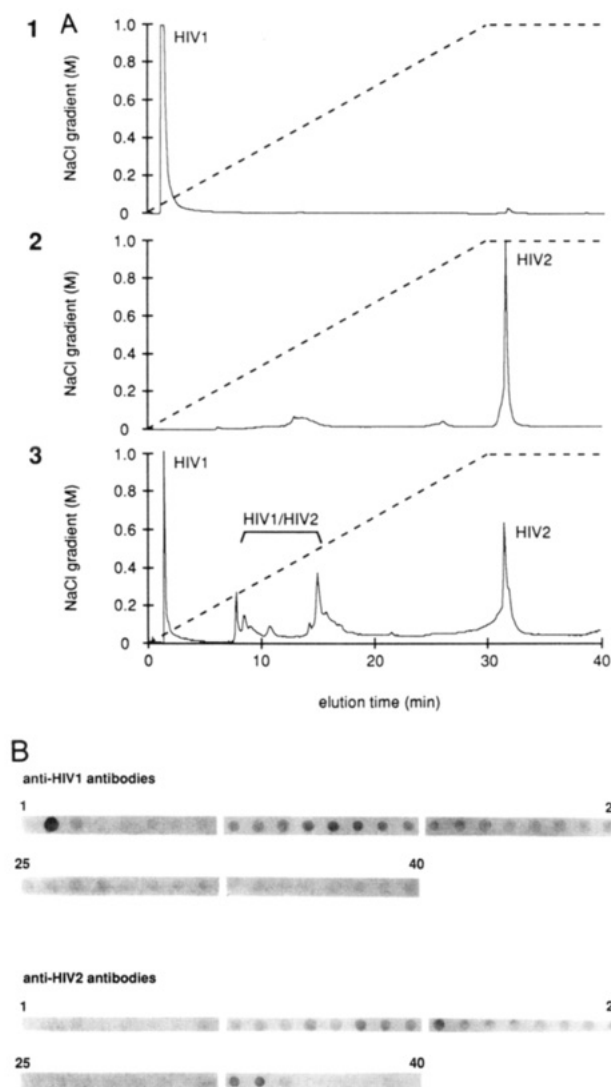 1 A
HIV1
NaCl gradient (M)
1.0
0.8
0.6
0.4
0.2
0
2
HIV2
NaCl gradient (M)
1.0
0.8
0.6
0.4
0.2
0
3
HIV1
HIV1/HIV2
HIV2
NaCl gradient (M)
1.0
0.8
0.6
0.4
0.2
0
0 10 20 30 40
elution time (min)
B
anti-HIV1 antibodies
1 2
25 40
anti-HIV2 antibodies
1 2
25 40